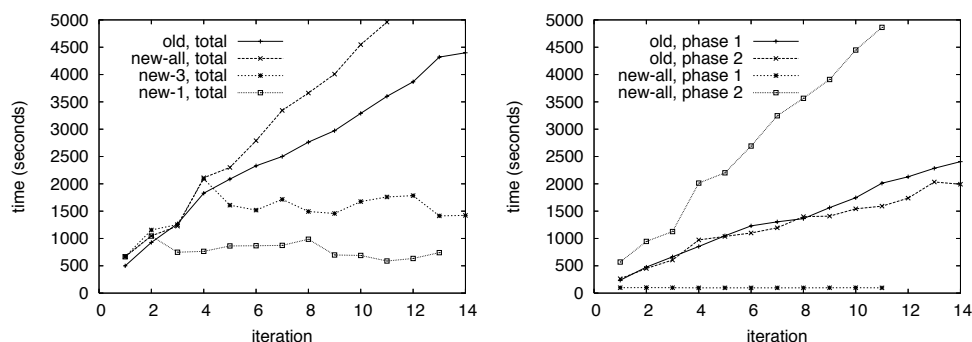 5000
4500
4000
3500
3000
2500
2000
1500
1000
500
0
time (seconds)
old, total
new-all, total
new-3, total
new-1, total
0 2 4 6 8 10 12 14
iteration
5000
4500
4000
3500
3000
2500
2000
1500
1000
500
0
time (seconds)
old, phase 1
old, phase 2
new-all, phase 1
new-all, phase 2
0 2 4 6 8 10 12 14
iteration